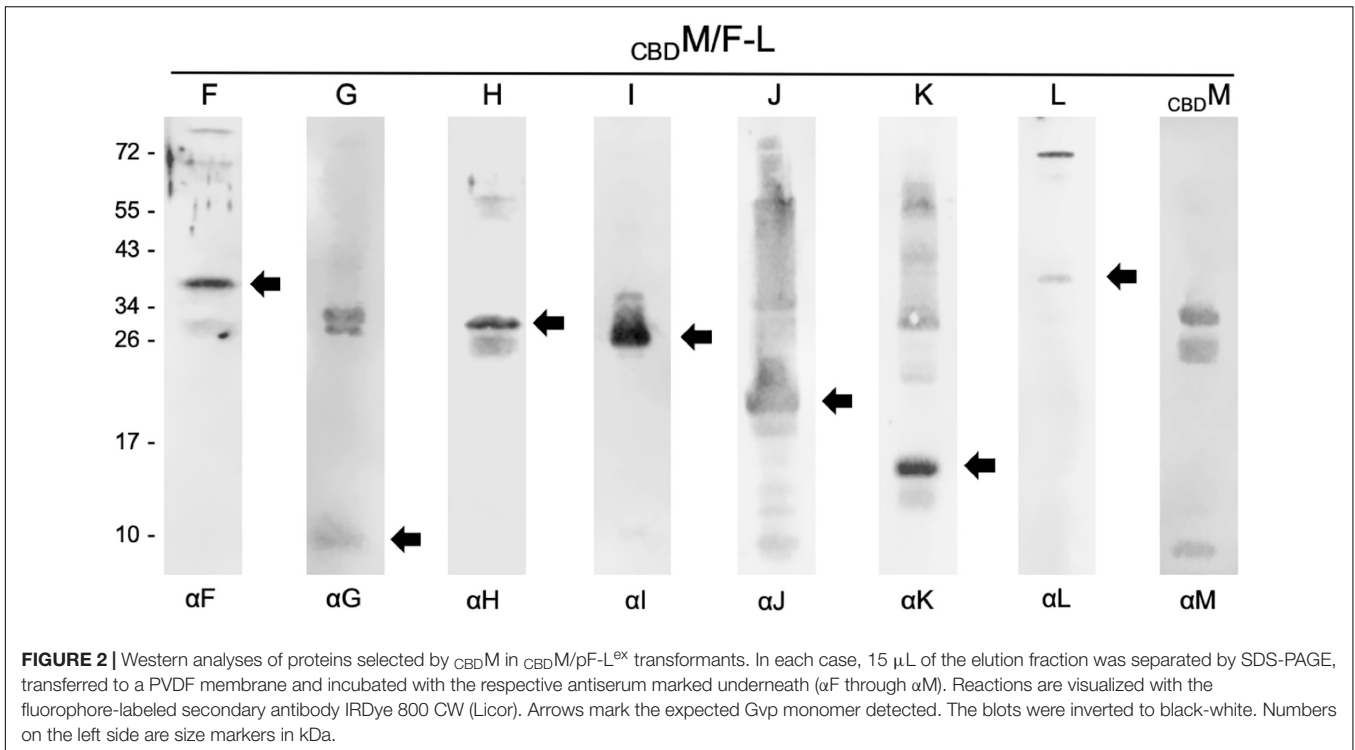 CBDM/F-L
F G H I J K L CBDM
72 -
55 -
43 -
34 -
26 -
17 -
10 -
αF αG αH αI αJ αK αL αM
FIGURE 2 | Western analyses of proteins selected by CBDM in CBDM/pF-Lex transformants. In each case, 15 μL of the elution fraction was separated by SDS-PAGE,
transferred to a PVDF membrane and incubated with the respective antiserum marked underneath (αF through αM). Reactions are visualized with the
fluorophore-labeled secondary antibody IRDye 800 CW (Licor). Arrows mark the expected Gvp monomer detected. The blots were inverted to black-white. Numbers
on the left side are size markers in kDa.